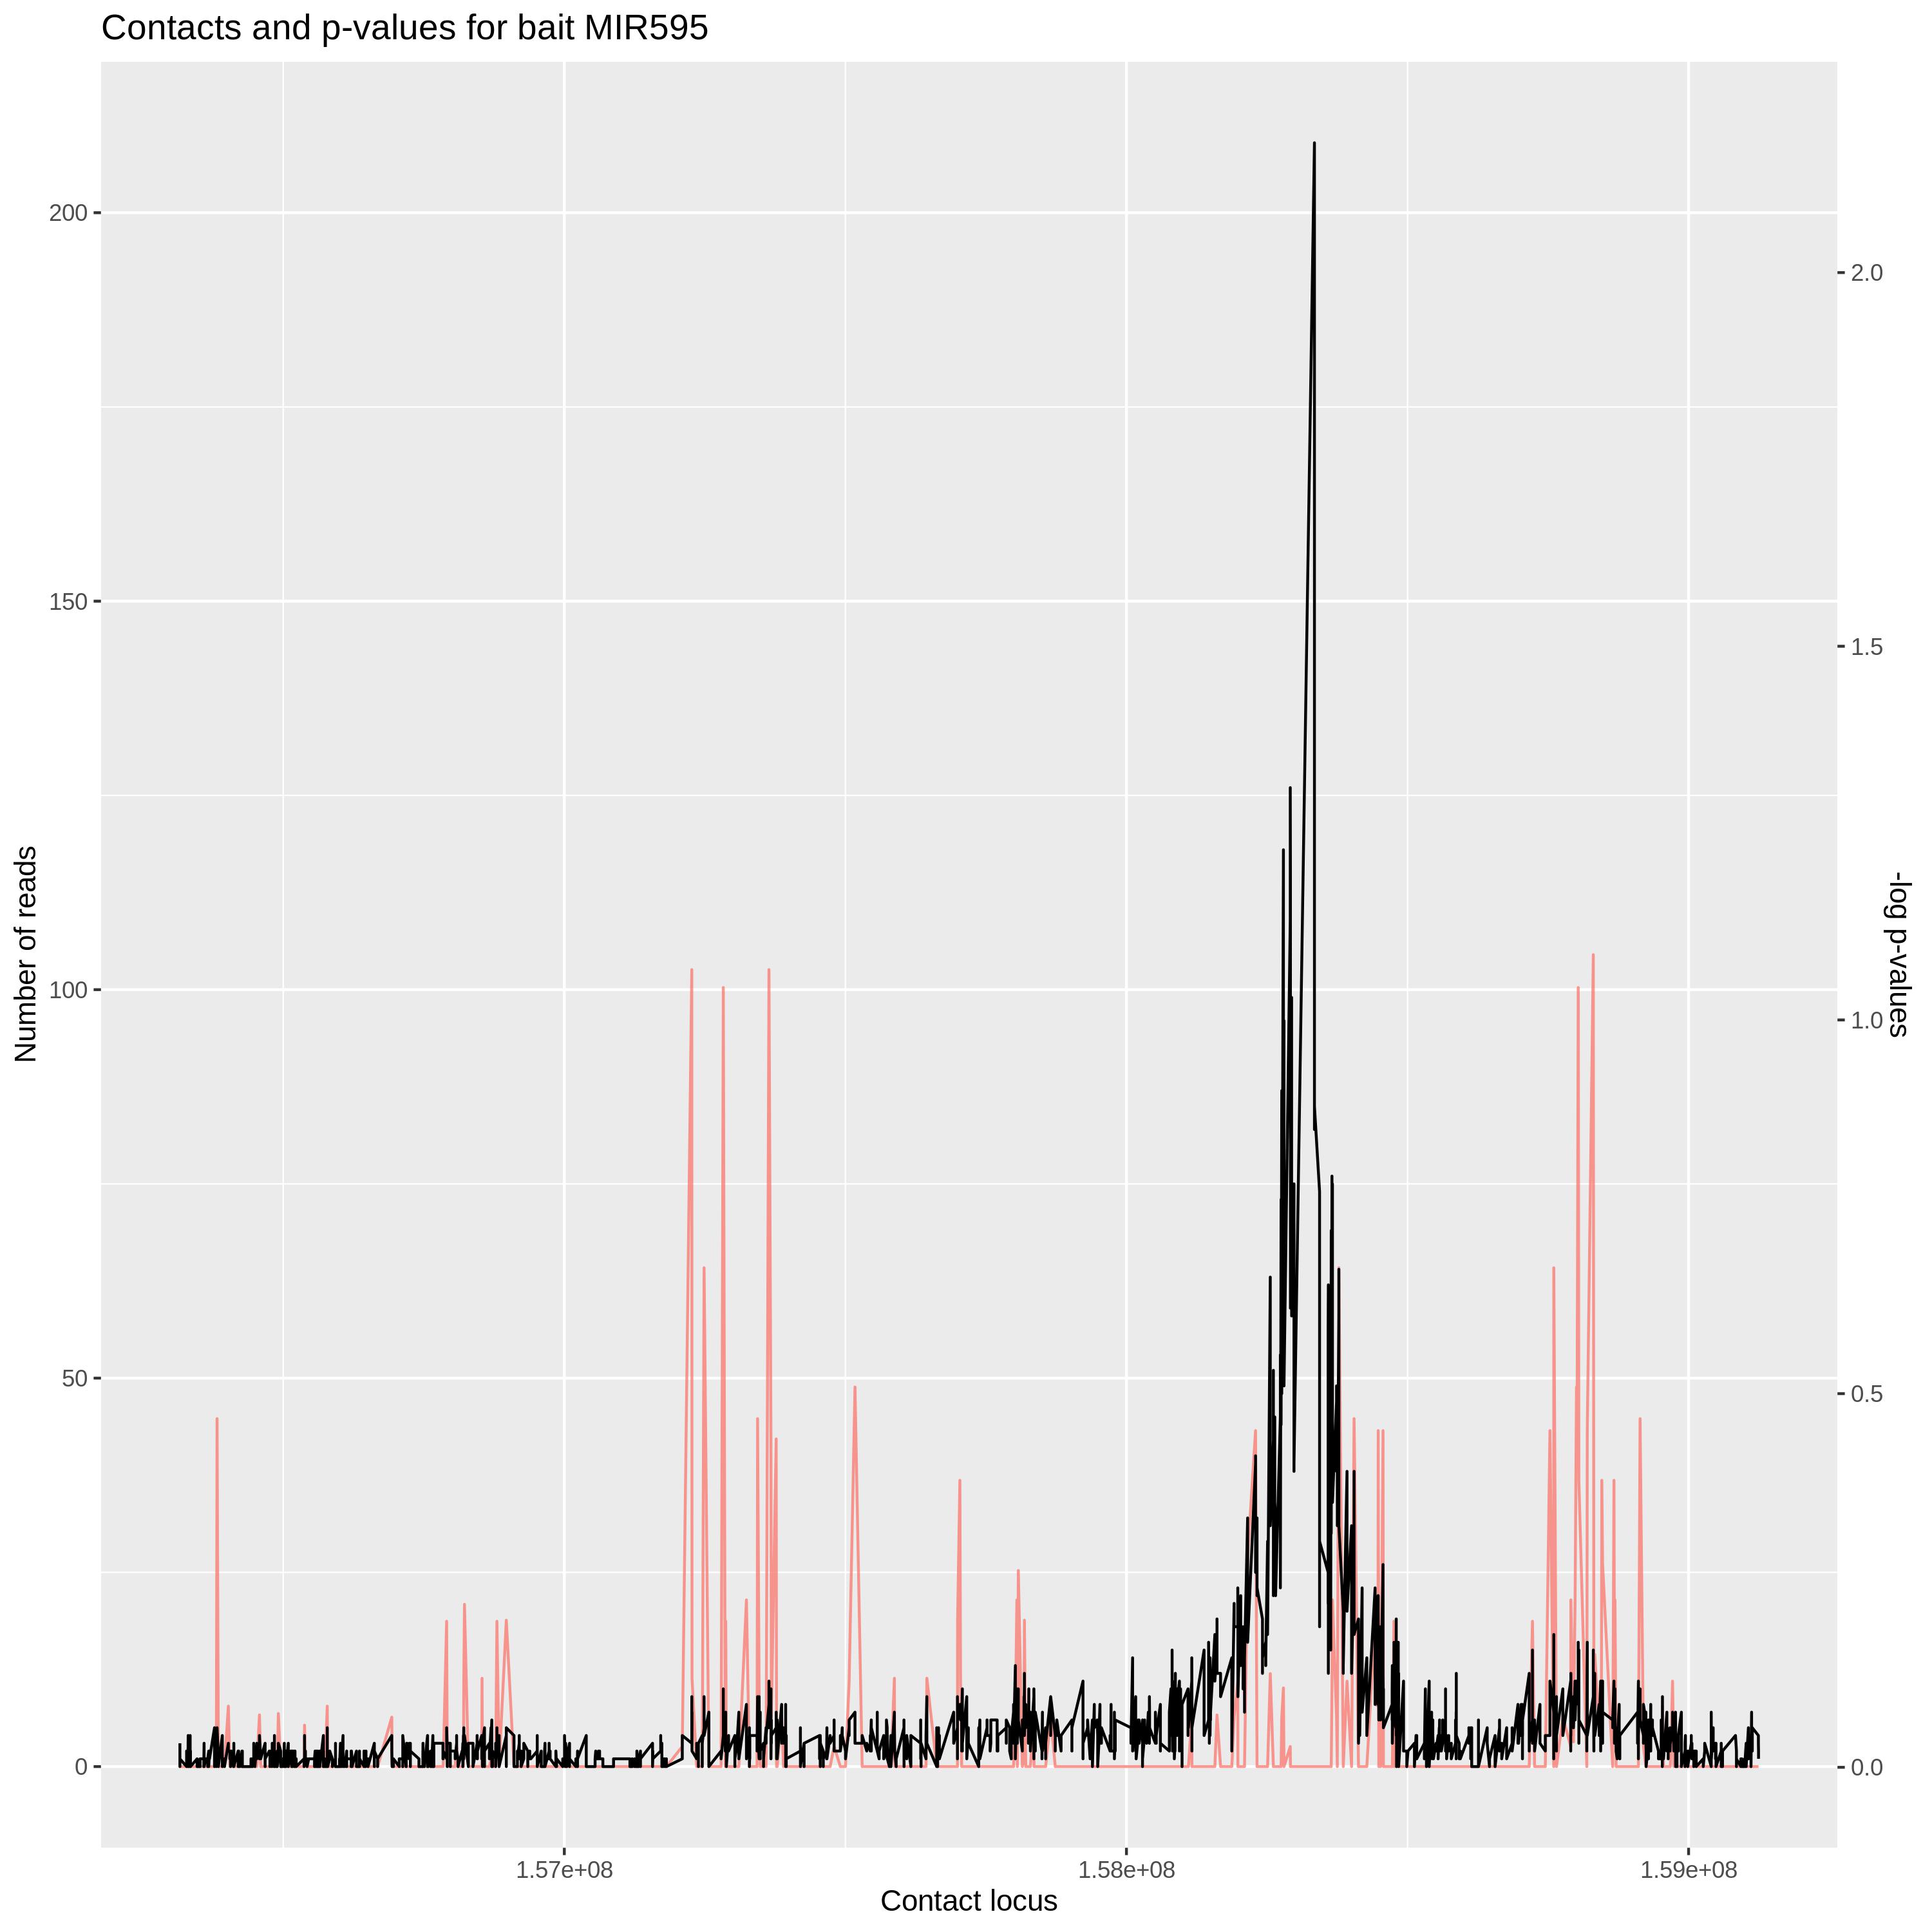 Contacts and p-values for bait MIR595
200
150
100
50
0
Number of reads
2.0
1.5
1.0
0.5
0.0
-log p-values
1.57e+08
1.58e+08
1.59e+08
Contact locus